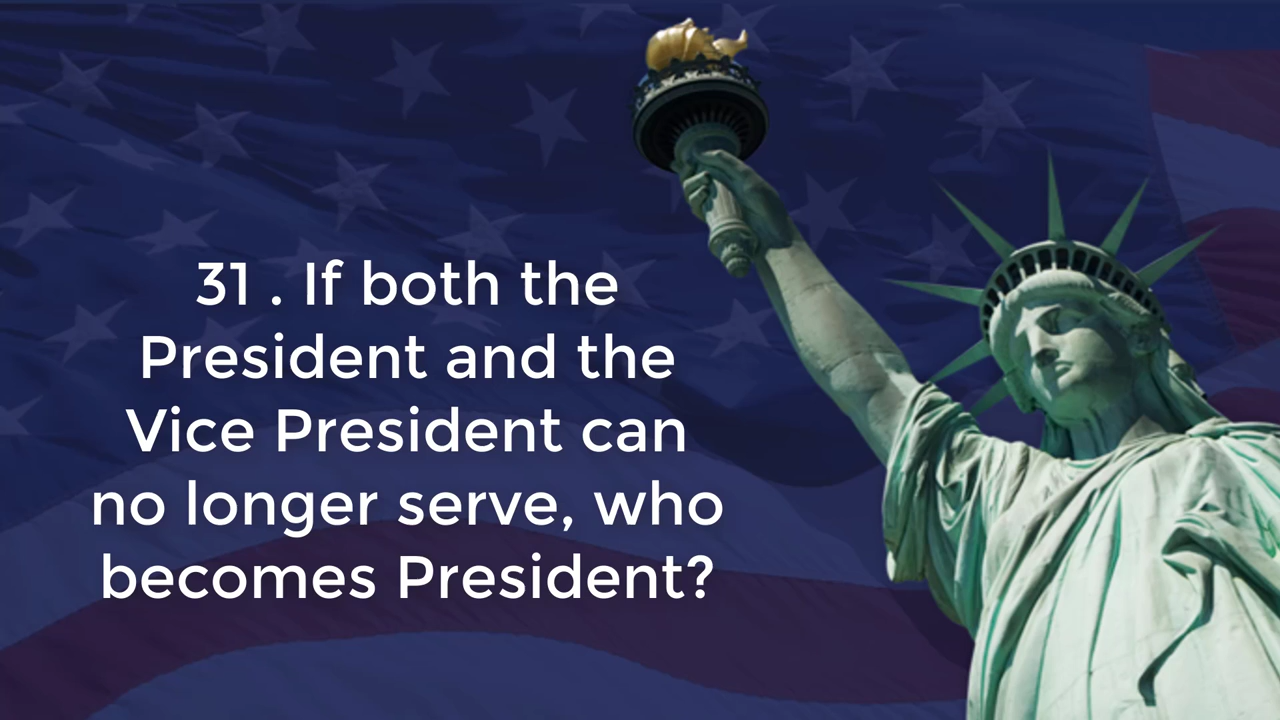 31 . If both the
President and the
Vice President can
no longer serve, who
becomes President?